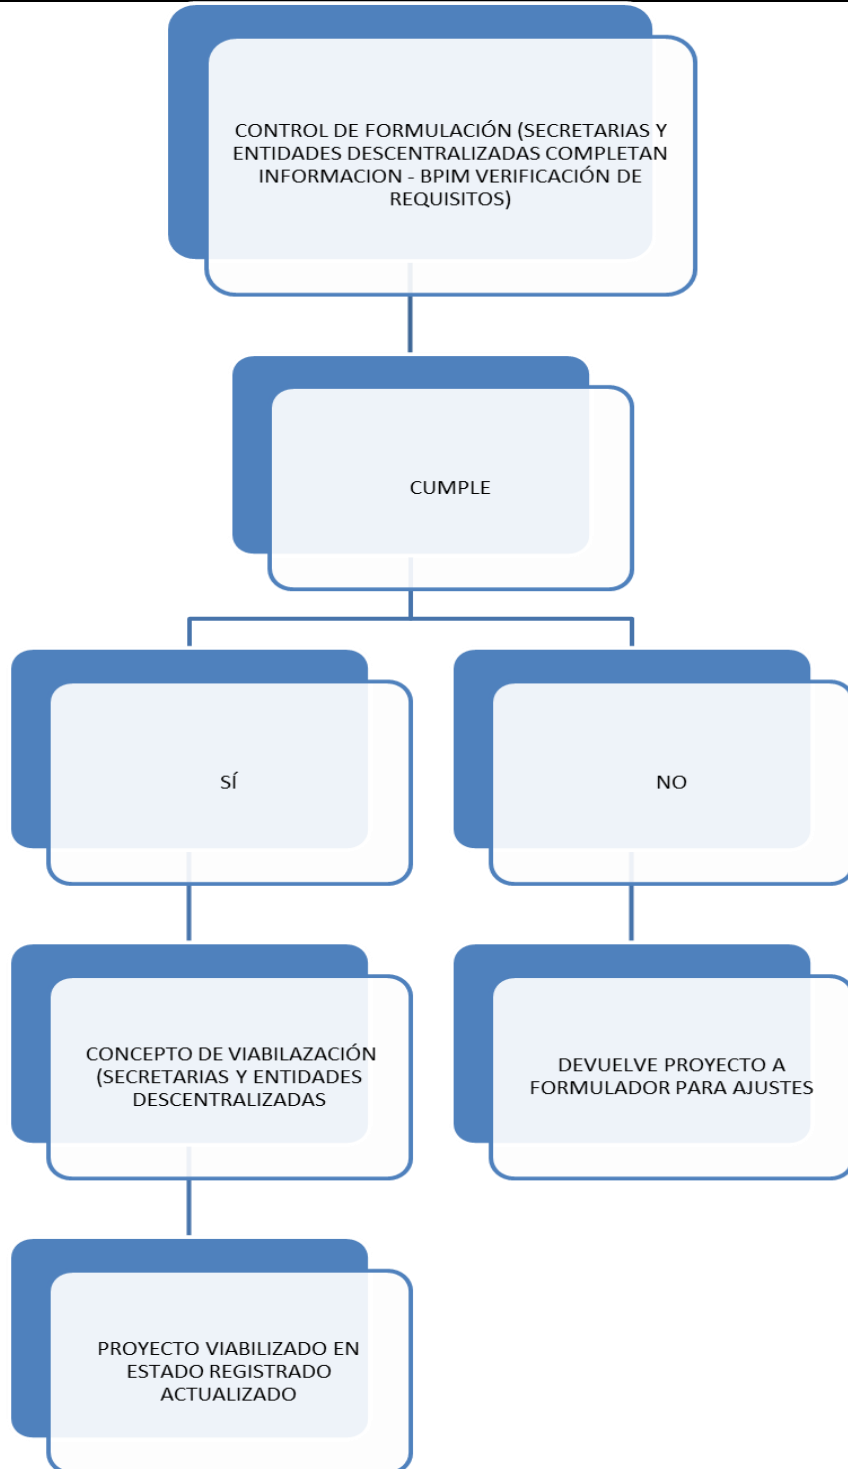 CONTROL DE FORMULACIÓN (SECRETARIAS Y
ENTIDADES DESCENTRALIZADAS COMPLETAN
INFORMACION - BPIM VERIFICACIÓN DE
REQUISITOS)
CUMPLE
SÍ
NO
CONCEPTO DE VIABILAZACIÓN
(SECRETARIAS Y ENTIDADES
DESCENTRALIZADAS
DEVUELVE PROYECTO A
FORMULADOR PARA AJUSTES
PROYECTO VIABILIZADO EN
ESTADO REGISTRADO
ACTUALIZADO